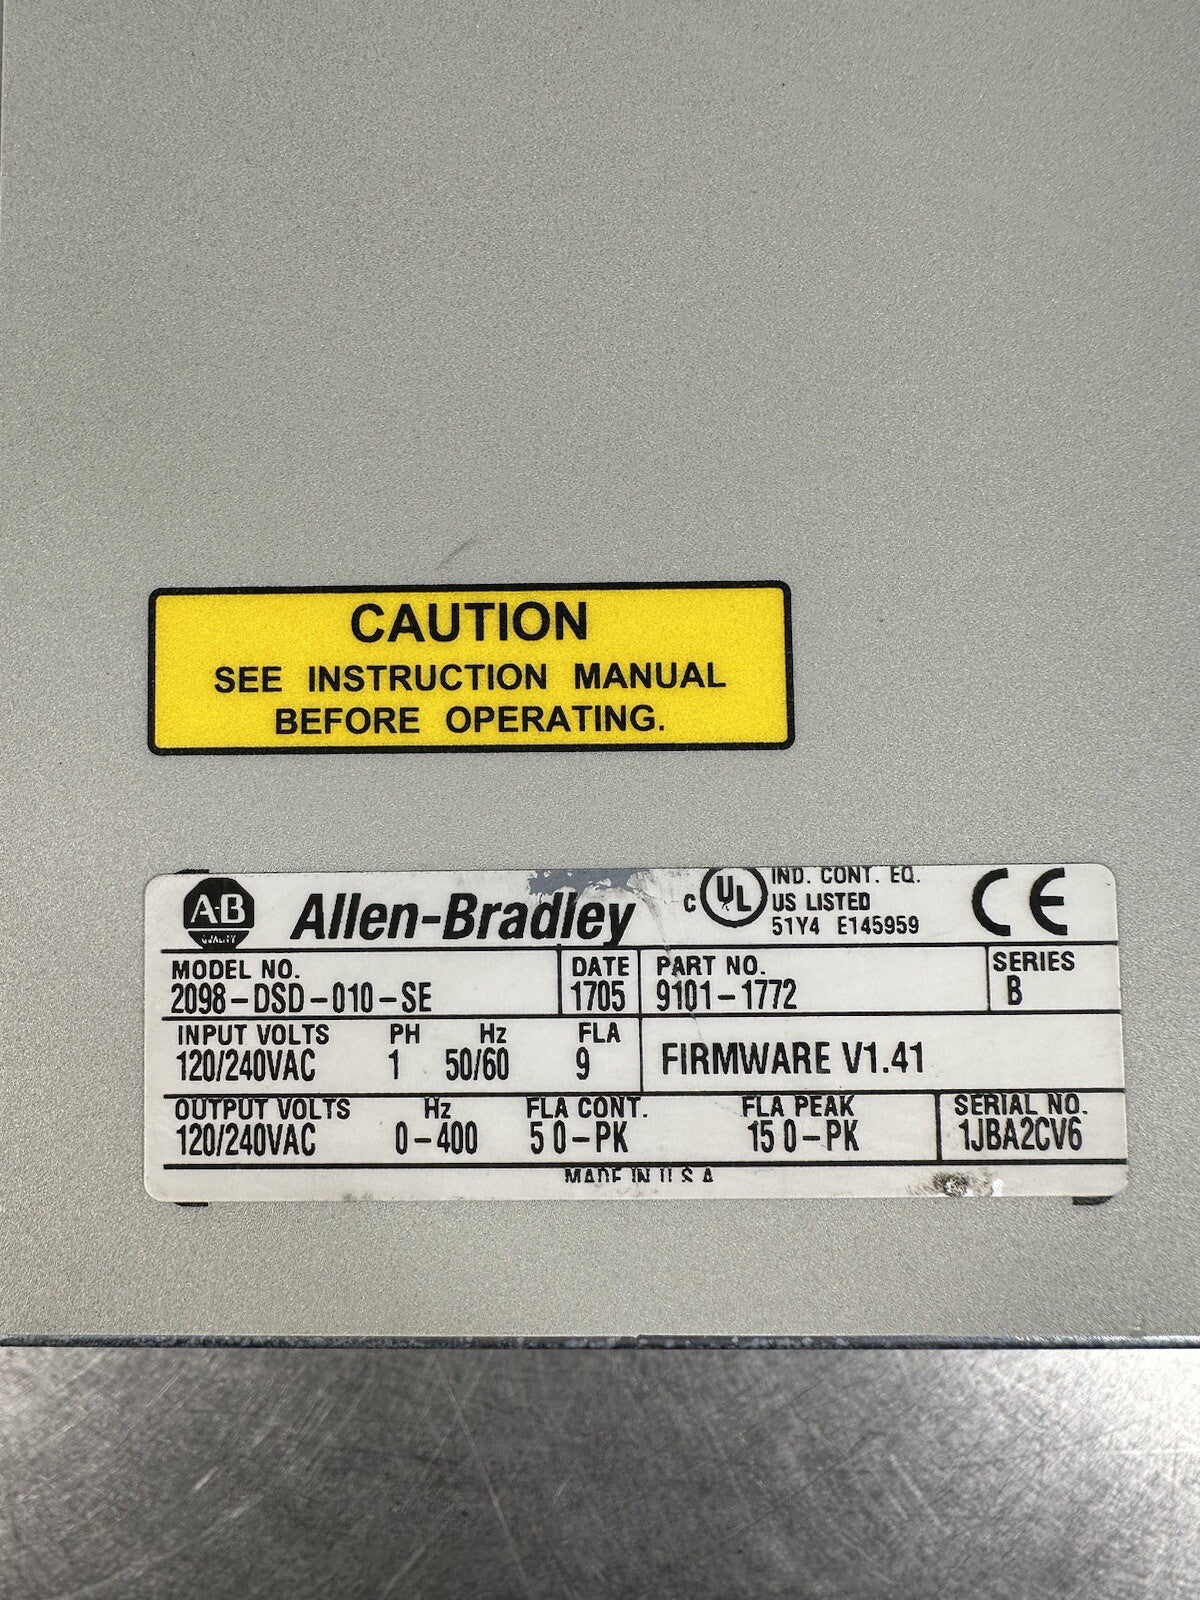 CAUTION
SEE INSTRUCTION MANUAL
BEFORE OPERATING.
A-B
QUALITY
Allen-Bradley
C UL
IND. CONT. EQ.
US LISTED
51Y4 E145959
CE
MODEL NO.
2098-DSD-010-SE
DATE
1705
PART NO.
9101-1772
SERIES
B
INPUT VOLTS PH Hz FLA
120/240VAC 1 50/60 9
FIRMWARE V1.41
OUTPUT VOLTS Hz FLA CONT. FLA PEAK
120/240VAC 0-400 5 0-PK 15 0-PK
SERIAL NO.
1JBA2CV6
MADE IN U.S.A